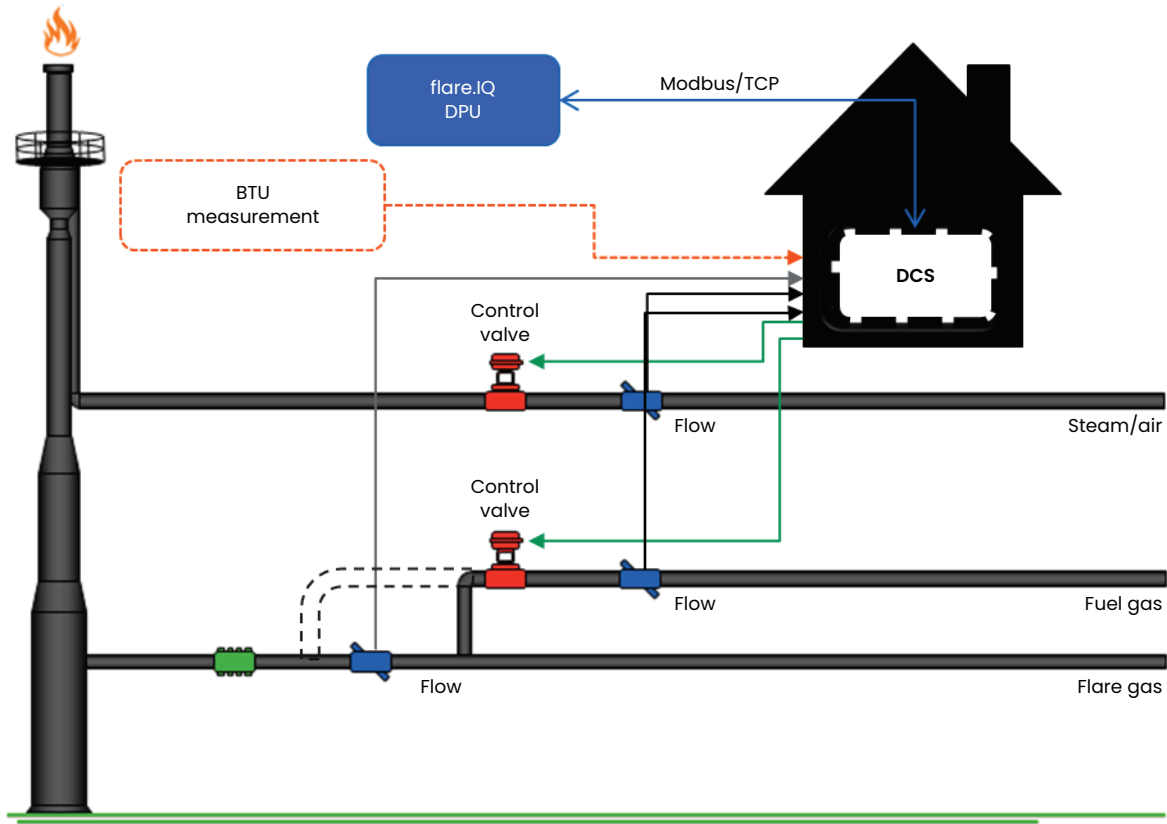 flare.IQ
DPU
Modbus/TCP
BTU
measurement
DCS
Control
valve
Flow
Steam/air
Control
valve
Flow
Fuel gas
Flow
Flare gas